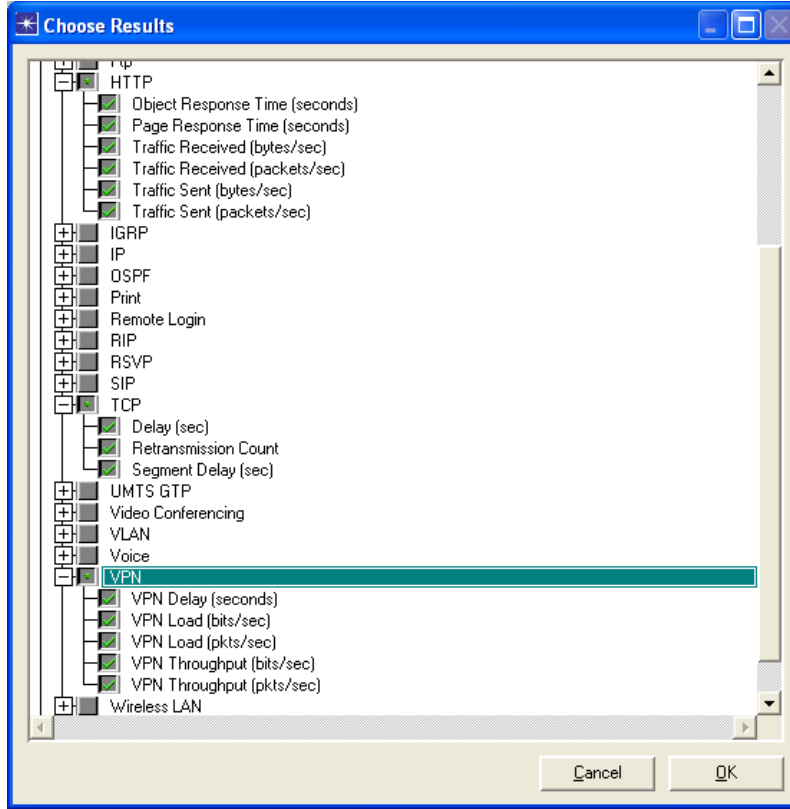 Choose Results
HTTP
Object Response Time (seconds)
Page Response Time (seconds)
Traffic Received (bytes/sec)
Traffic Received (packets/sec)
Traffic Sent (bytes/sec)
Traffic Sent (packets/sec)
IGRP
IP
OSPF
Print
Remote Login
RIP
RSVP
SIP
TCP
Delay (sec)
Retransmission Count
Segment Delay (sec)
UMTS GTP
Video Conferencing
VLAN
Voice
VPN
VPN Delay (seconds)
VPN Load (bits/sec)
VPN Load (pkts/sec)
VPN Throughput (bits/sec)
VPN Throughput (pkts/sec)
Wireless LAN
Cancel OK